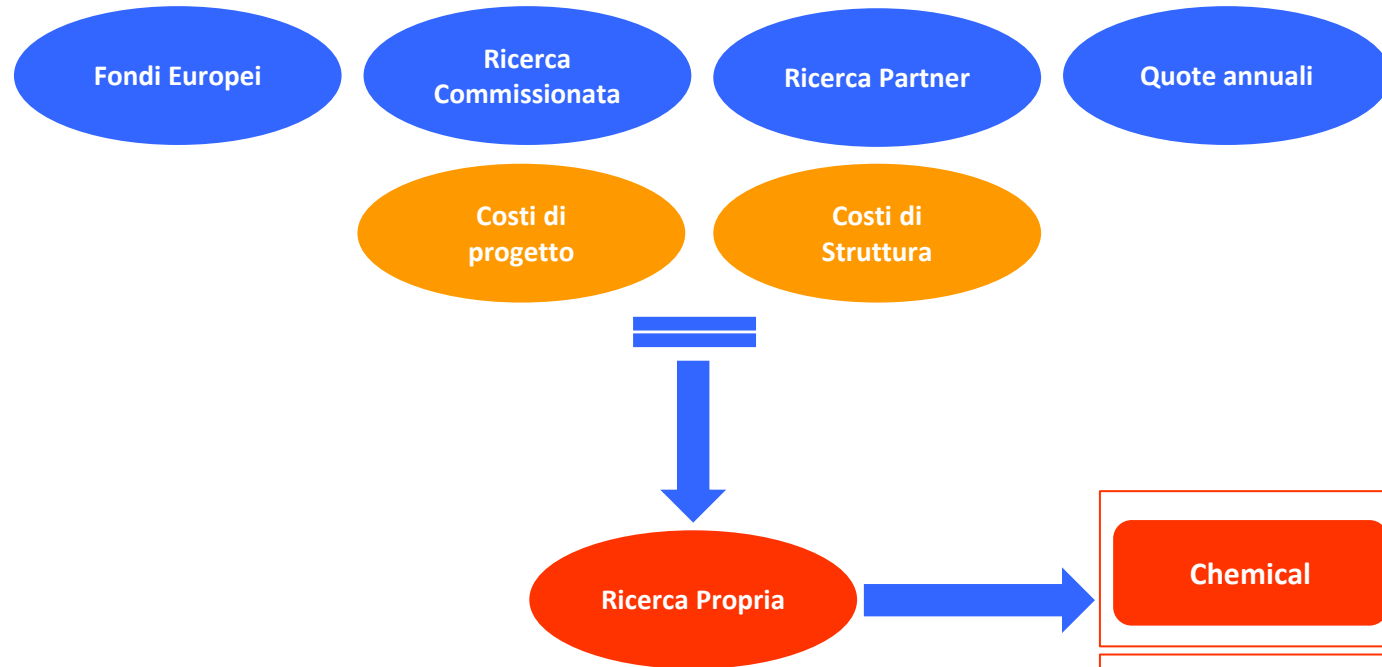 Fondi Europei
Ricerca
Commissionata
Ricerca Partner
Quote annuali
Costi di
progetto
Costi di
Struttura
Ricerca Propria
Chemical